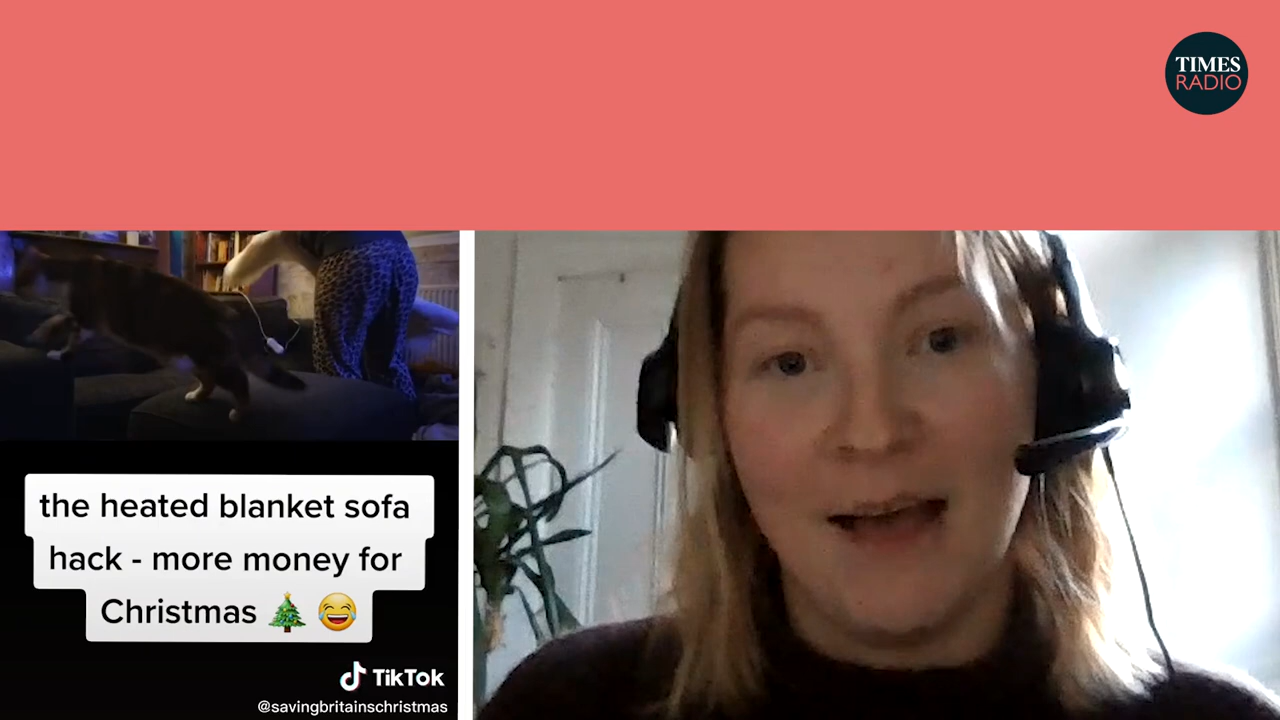 TIMES
RADIO
the heated blanket sofa
hack - more money for
Christmas 🎄 😂
TikTok
@savingbritainschristmas